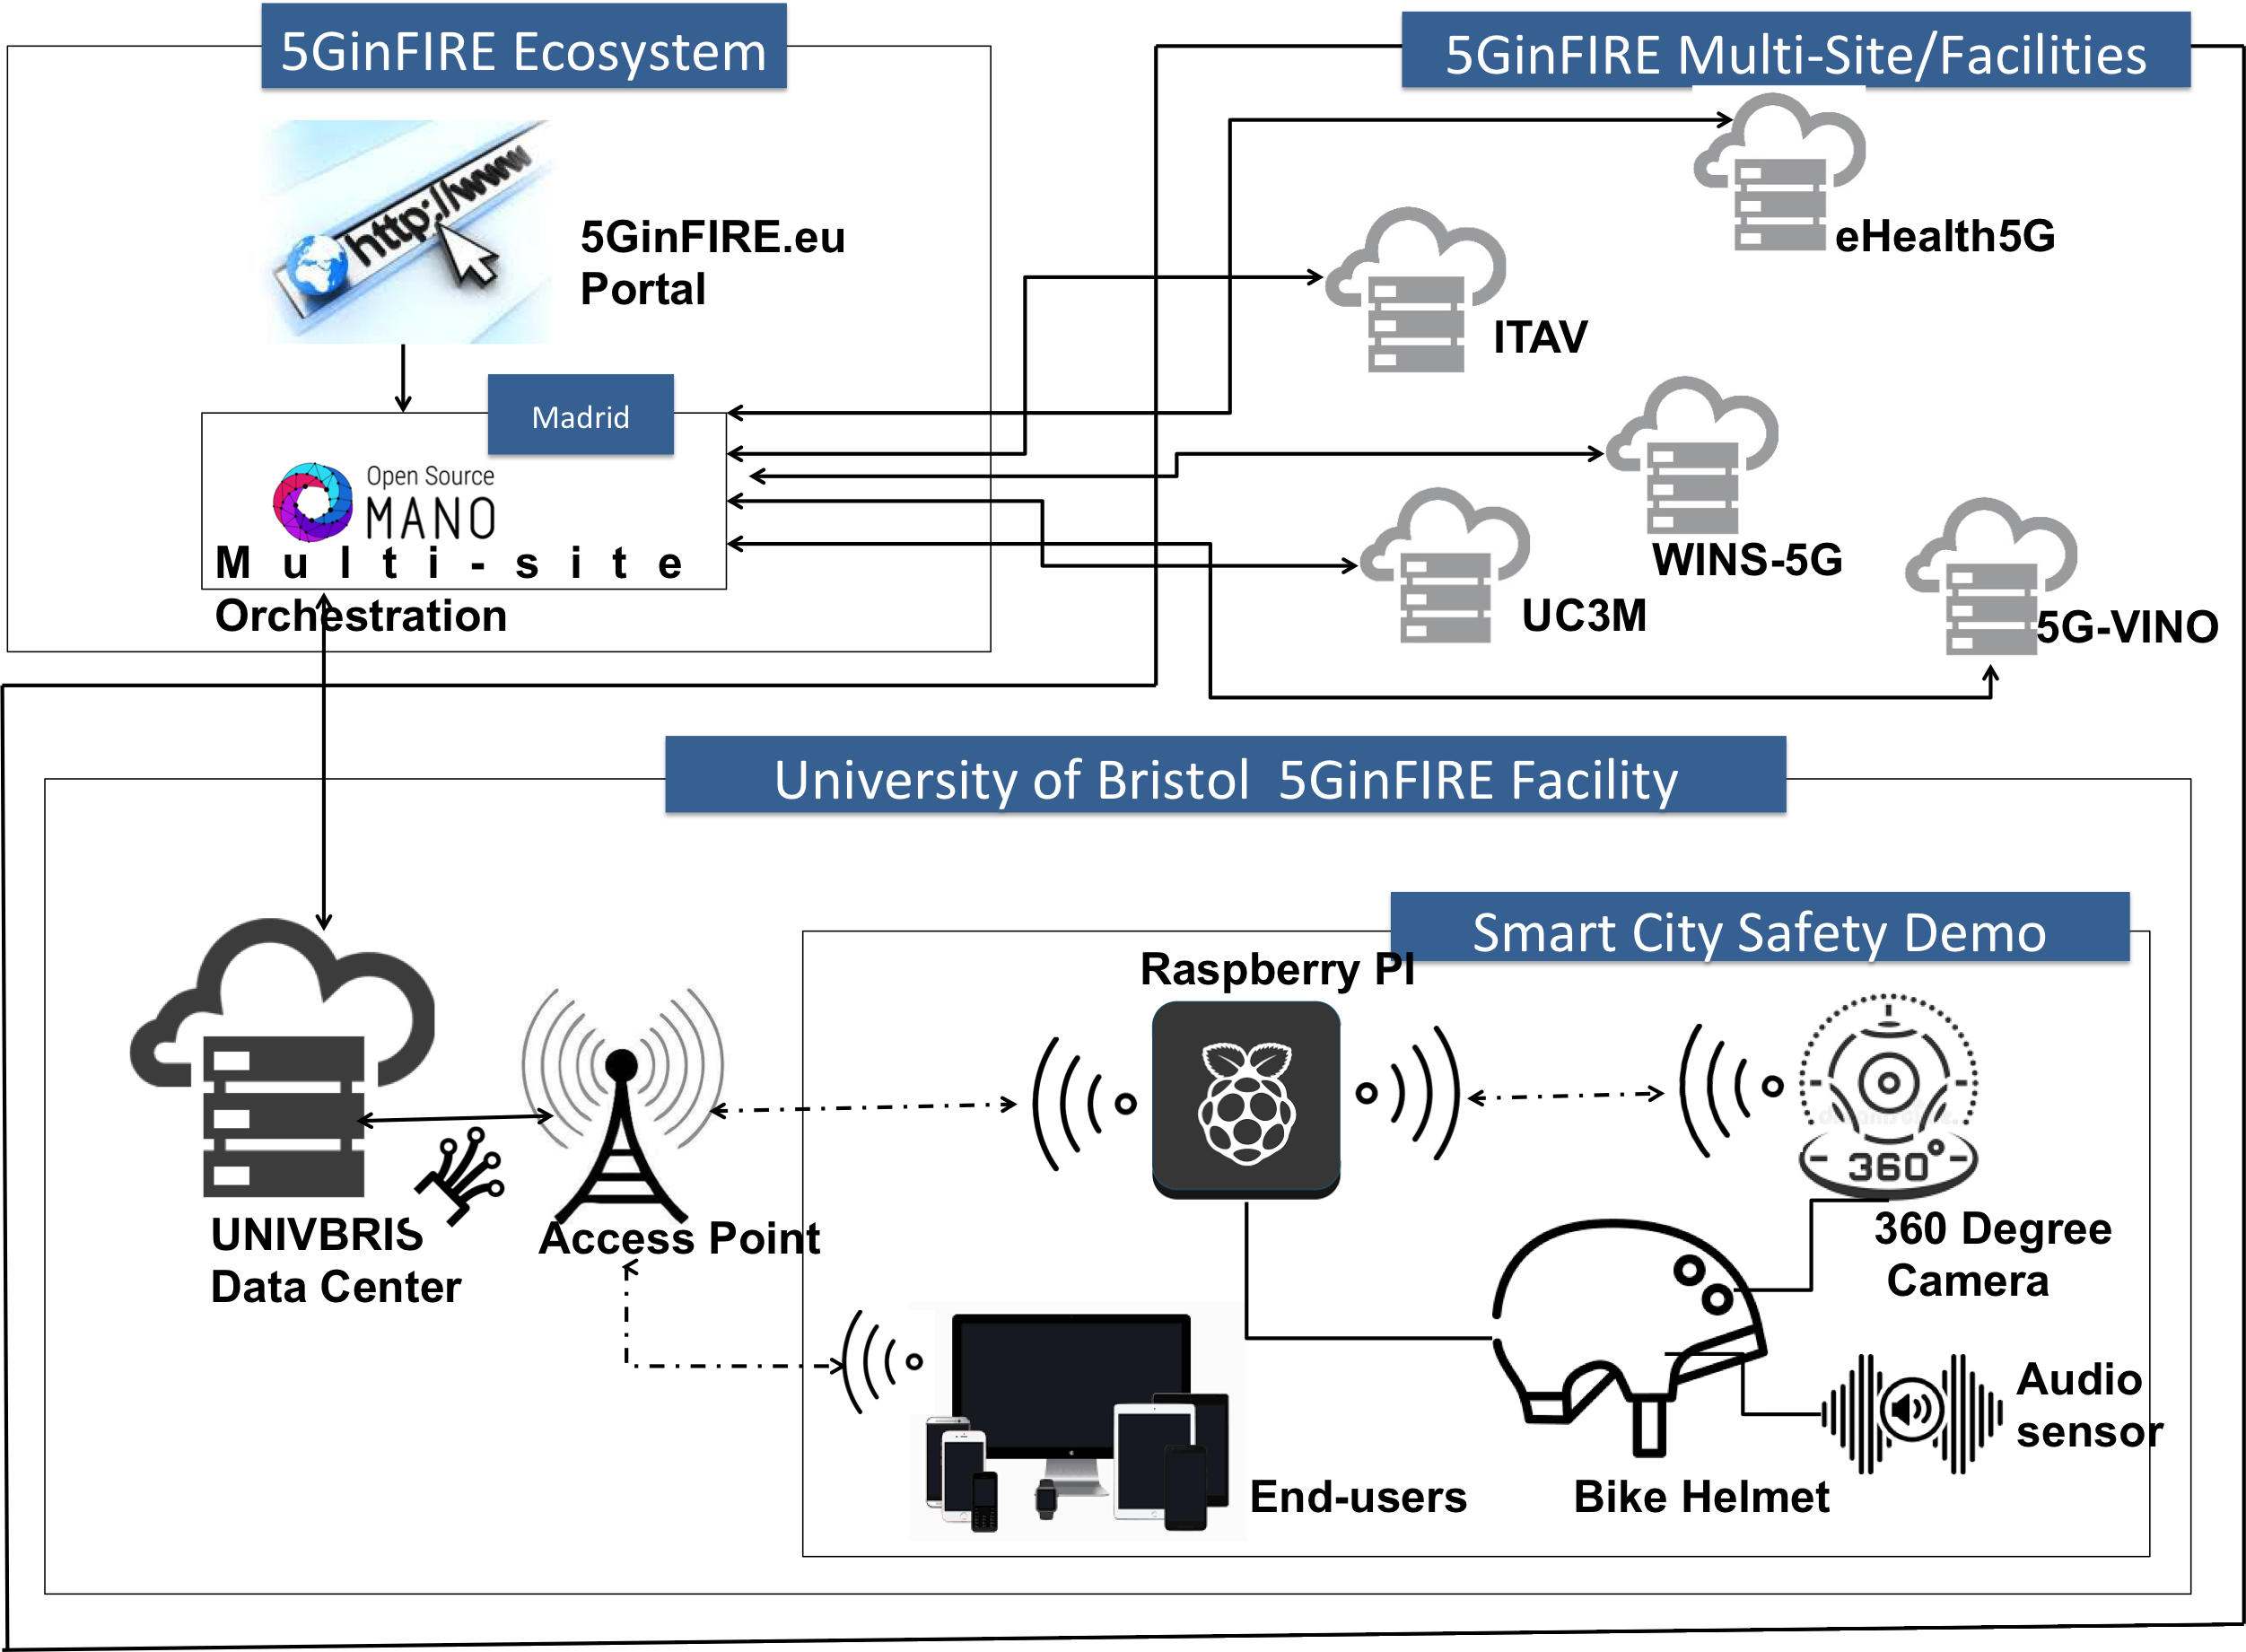 5GinFIRE Ecosystem
5GinFIRE Multi-Site/Facilities
http://www
5GinFIRE.eu
Portal
eHealth5G
ITAV
Madrid
Open Source
MANO
Multi-site
Orchestration
WINS-5G
UC3M
5G-VINO
University of Bristol 5GinFIRE Facility
Smart City Safety Demo
Raspberry PI
360°
UNIVBRIS
Data Center
Access Point
360 Degree
Camera
Audio
sensor
End-users
Bike Helmet